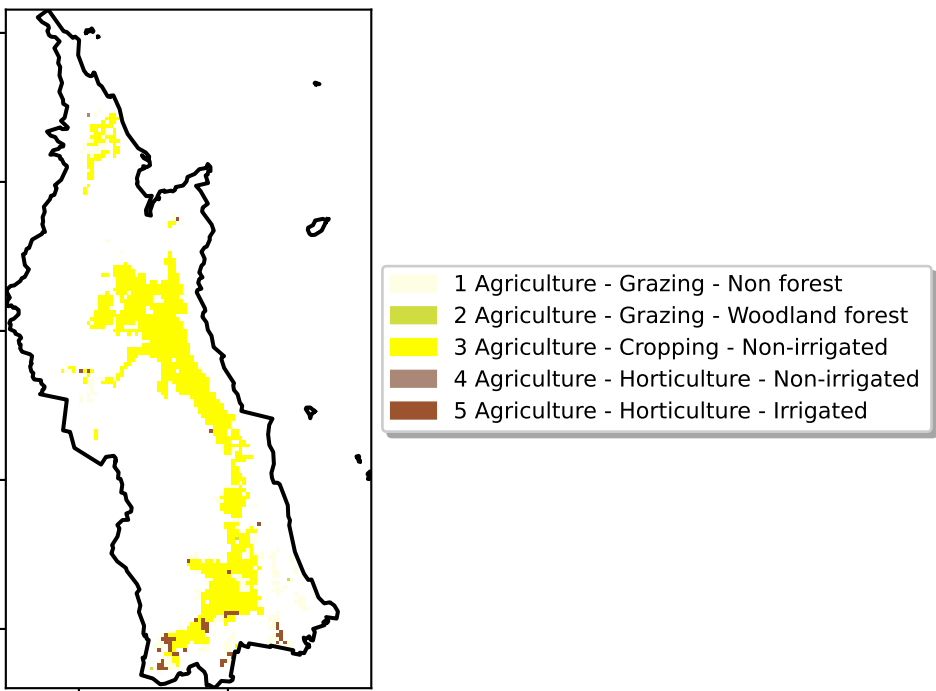 1 Agriculture - Grazing - Non forest
2 Agriculture - Grazing - Woodland forest
3 Agriculture - Cropping - Non-irrigated
4 Agriculture - Horticulture - Non-irrigated
5 Agriculture - Horticulture - Irrigated